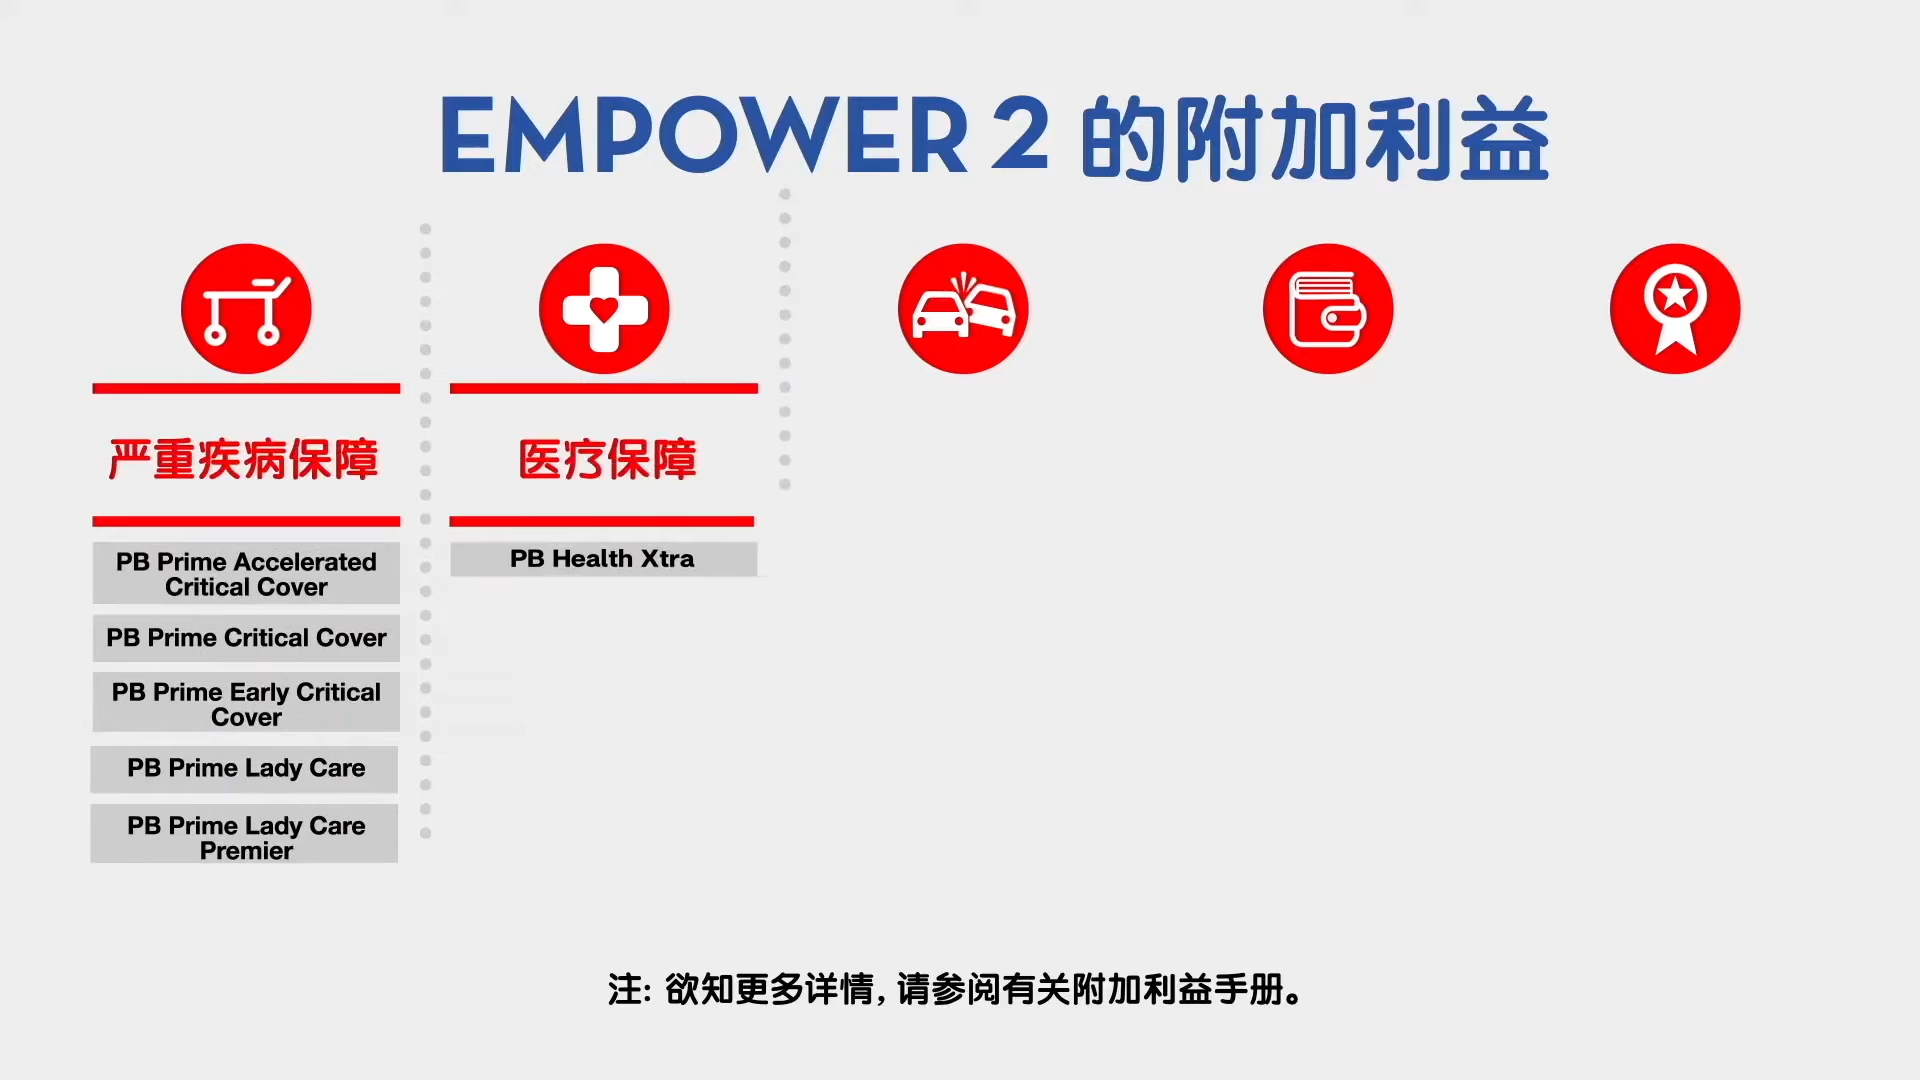 EMPOWER 2 的附加利益
严重疾病保障
PB Prime Accelerated
Critical Cover
PB Prime Critical Cover
PB Prime Early Critical
Cover
PB Prime Lady Care
PB Prime Lady Care
Premier
医疗保障
PB Health Xtra
注: 欲知更多详情, 请参阅有关附加利益手册。